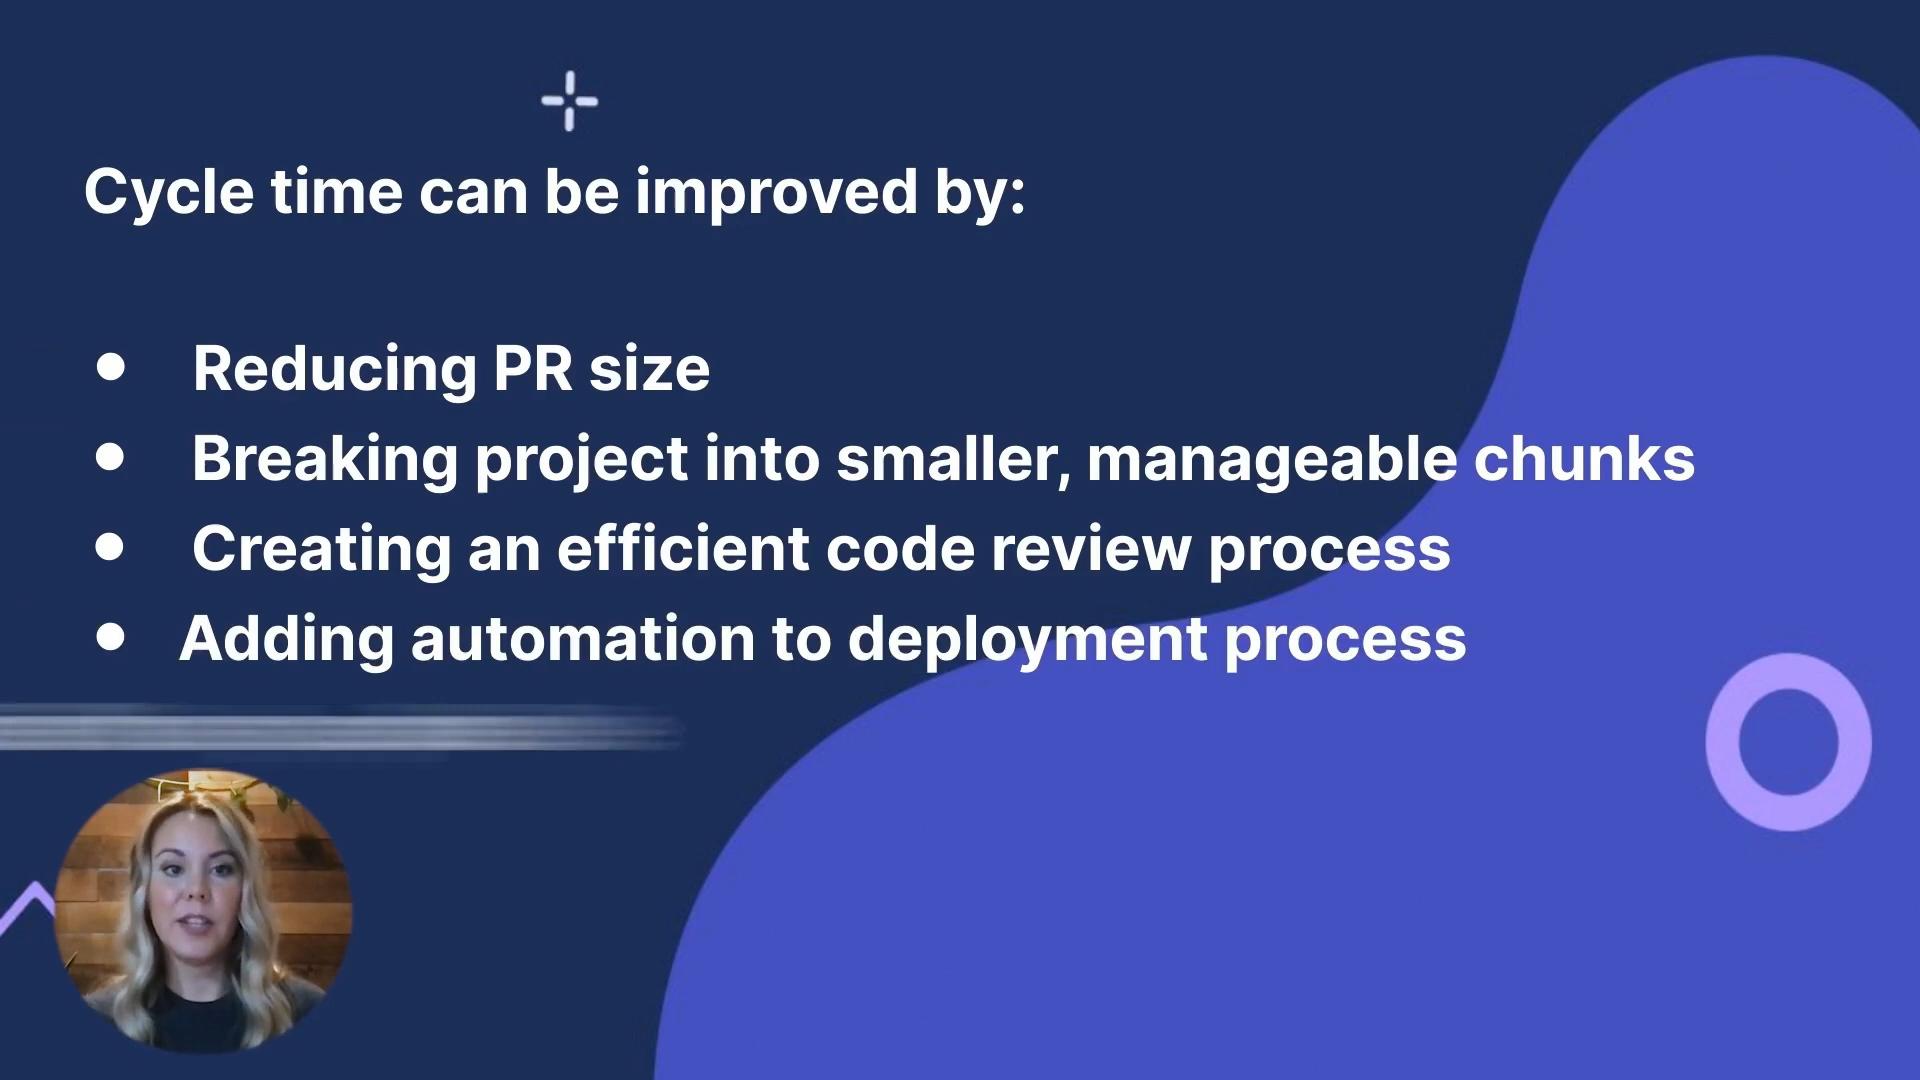 Cycle time can be improved by:
● Reducing PR size
● Breaking project into smaller, manageable chunks
● Creating an efficient code review process
● Adding automation to deployment process